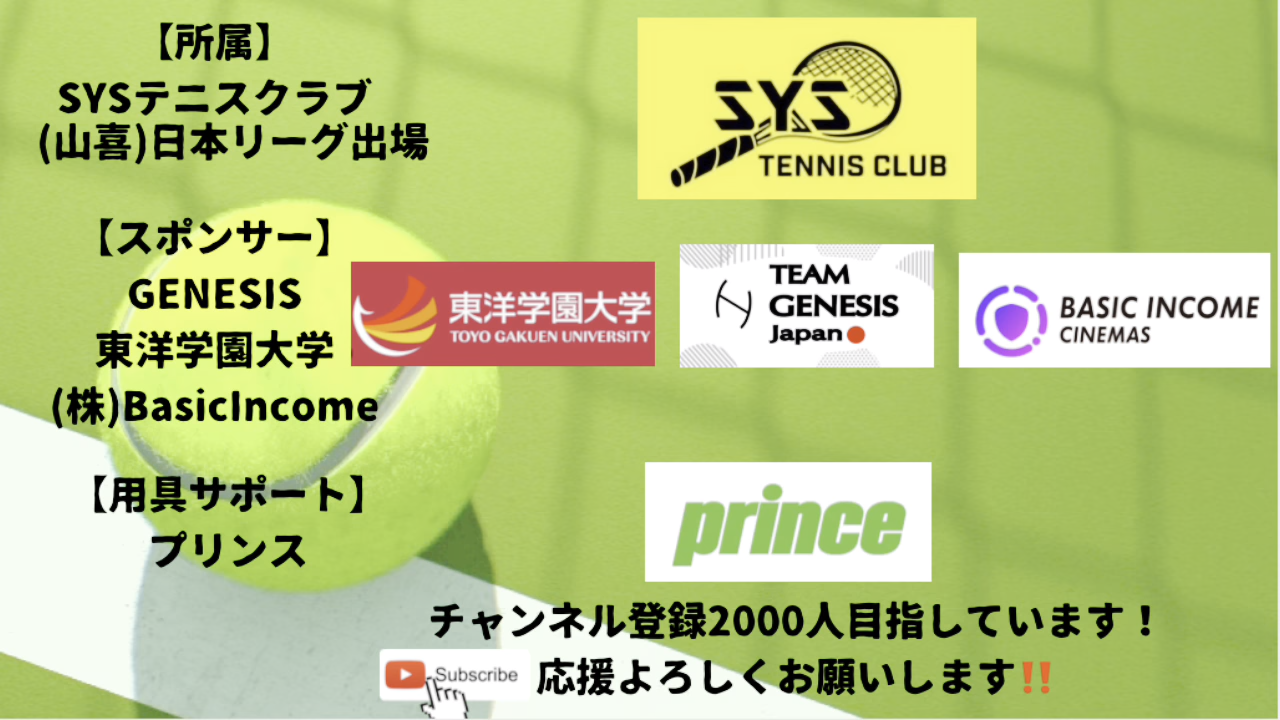 【所属】
SYSテニスクラブ
(山喜)日本リーグ出場
SYS
TENNIS CLUB
【スポンサー】
GENESIS
東洋学園大学
(株)BasicIncome
東洋学園大学
TOYO GAKUEN UNIVERSITY
TEAM
GENESIS
Japan
BASIC INCOME
CINEMAS
【用具サポート】
プリンス
prince
チャンネル登録2000人目指しています！
Subscribe
応援よろしくお願いします‼️